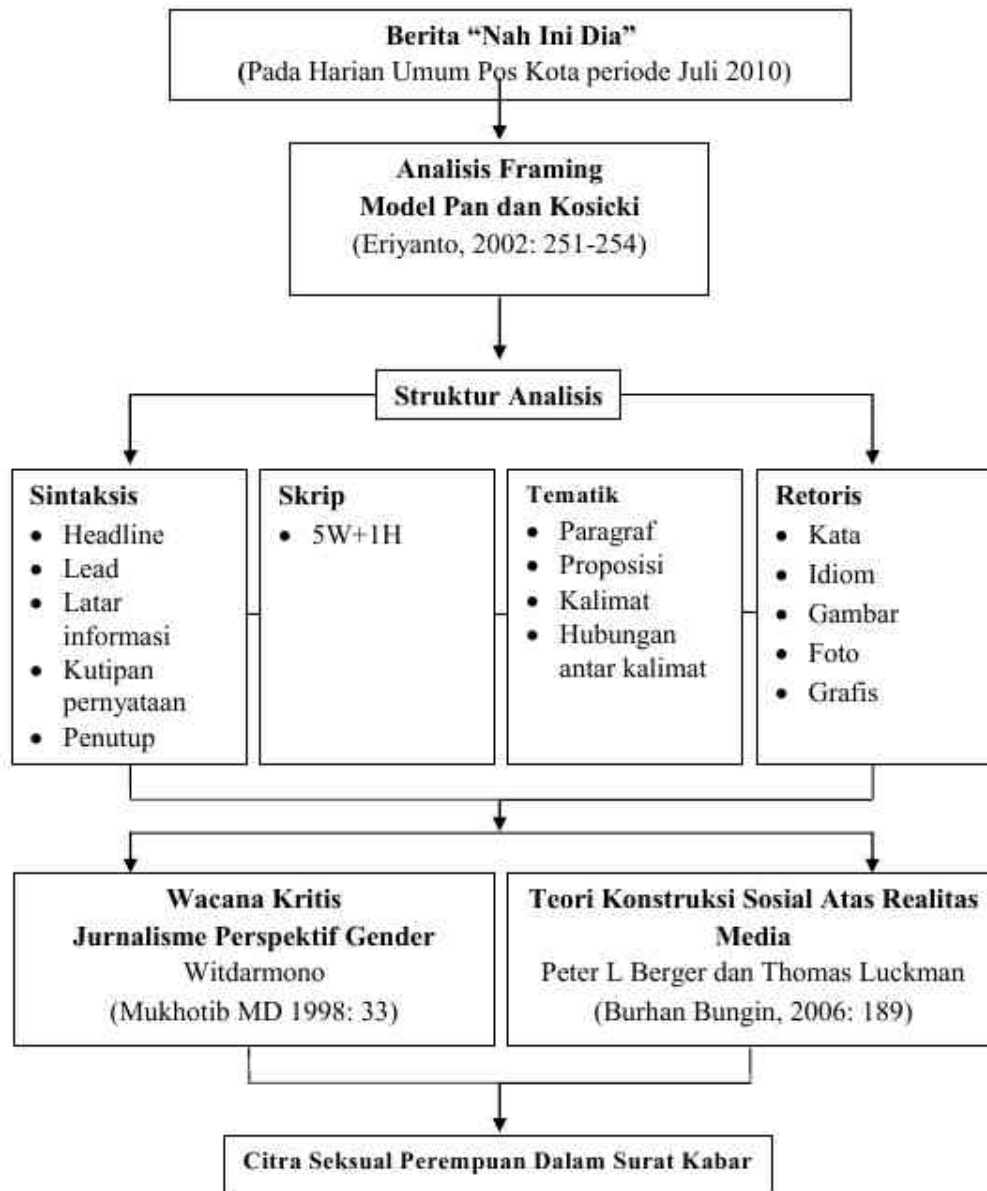 Berita “Nah Ini Dia”
(Pada Harian Umum Pos Kota periode Juli 2010)
Analisis Framing
Model Pan dan Kosicki
(Eriyanto, 2002: 251-254)
Struktur Analisis
Sintaksis
• Headline
• Lead
• Latar
informasi
• Kutipan
pernyataan
• Penutup
Skrip
• 5W+1H
Tematik
• Paragraf
• Proposisi
• Kalimat
• Hubungan
antar kalimat
Retoris
• Kata
• Idiom
• Gambar
• Foto
• Grafis
Wacana Kritis
Jurnalisme Perspektif Gender
Witdarmono
(Mukhotib MD 1998: 33)
Teori Konstruksi Sosial Atas Realitas
Media
Peter L Berger dan Thomas Luckman
(Burhan Bungin, 2006: 189)
Citra Seksual Perempuan Dalam Surat Kabar